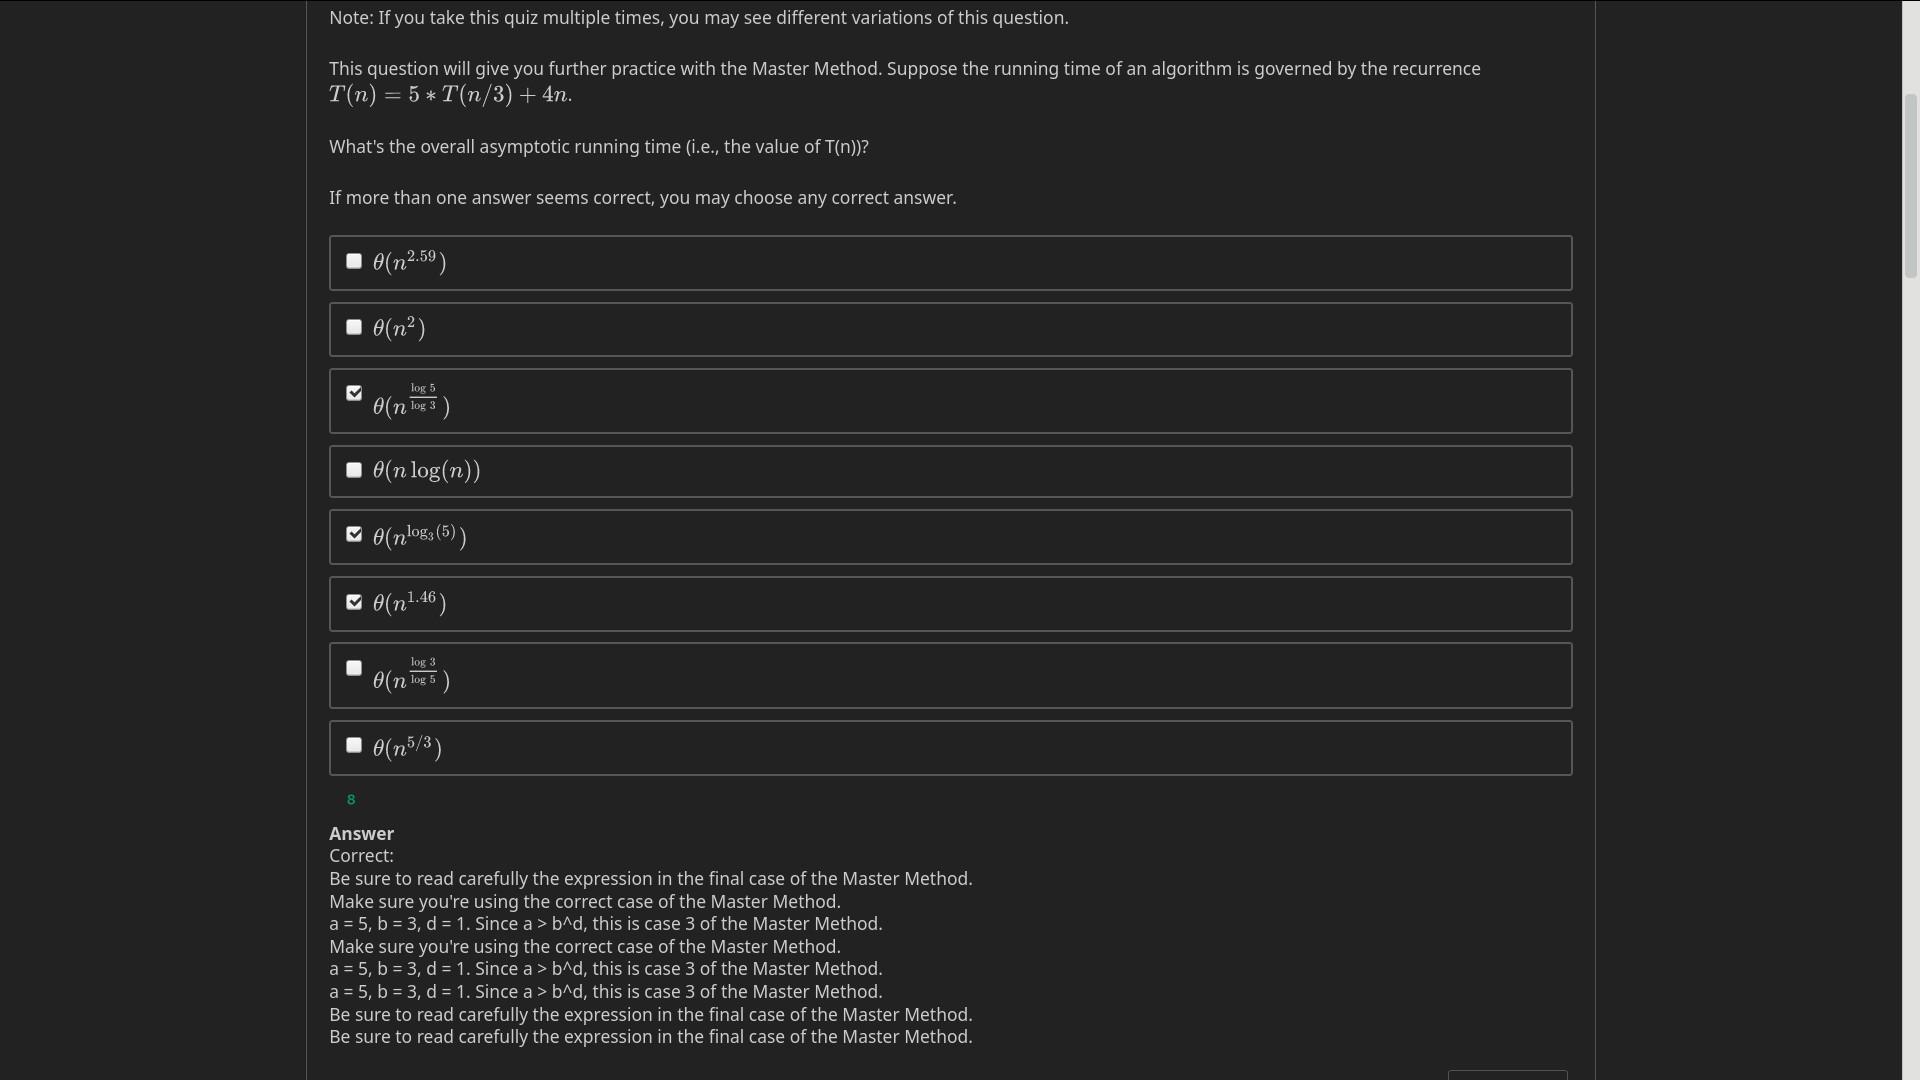 Note: If you take this quiz multiple times, you may see different variations of this question.
This question will give you further practice with the Master Method. Suppose the running time of an algorithm is governed by the recurrence
T(n) = 5 ∗ T(n/3) + 4n.
What's the overall asymptotic running time (i.e., the value of T(n))?
If more than one answer seems correct, you may choose any correct answer.
θ(n^{2.59})
θ(n^2)
θ(n^{\frac{log 5}{log 3}})
θ(n log(n))
θ(n^{log_3(5)})
θ(n^{1.46})
θ(n^{\frac{log 3}{log 5}})
θ(n^{5/3})
8
Answer
Correct:
Be sure to read carefully the expression in the final case of the Master Method.
Make sure you're using the correct case of the Master Method.
a = 5, b = 3, d = 1. Since a > b^d, this is case 3 of the Master Method.
Make sure you're using the correct case of the Master Method.
a = 5, b = 3, d = 1. Since a > b^d, this is case 3 of the Master Method.
a = 5, b = 3, d = 1. Since a > b^d, this is case 3 of the Master Method.
Be sure to read carefully the expression in the final case of the Master Method.
Be sure to read carefully the expression in the final case of the Master Method.